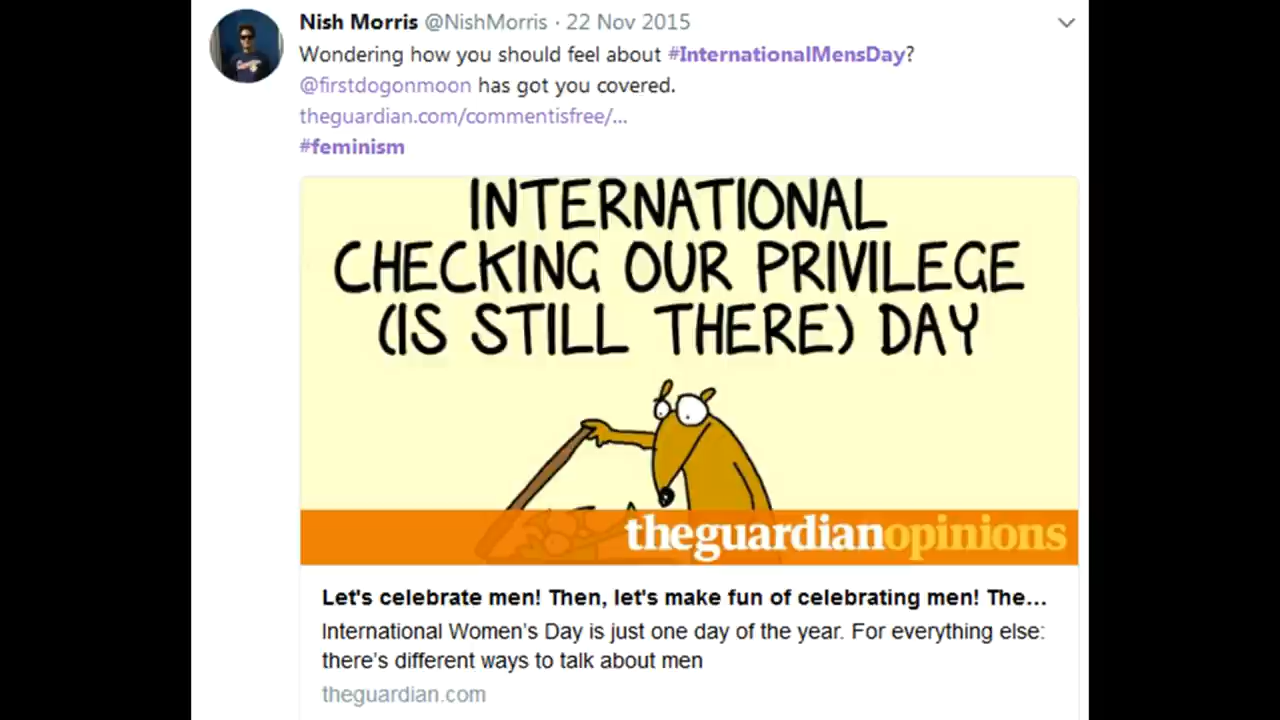 Nish Morris @NishMorris · 22 Nov 2015
Wondering how you should feel about #InternationalMensDay?
@firstdogonmoon has got you covered.
theguardian.com/commentisfree/...
#feminism
INTERNATIONAL
CHECKING OUR PRIVILEGE
(IS STILL THERE) DAY
theguardianopinions
Let's celebrate men! Then, let's make fun of celebrating men! The...
International Women's Day is just one day of the year. For everything else:
there's different ways to talk about men
theguardian.com